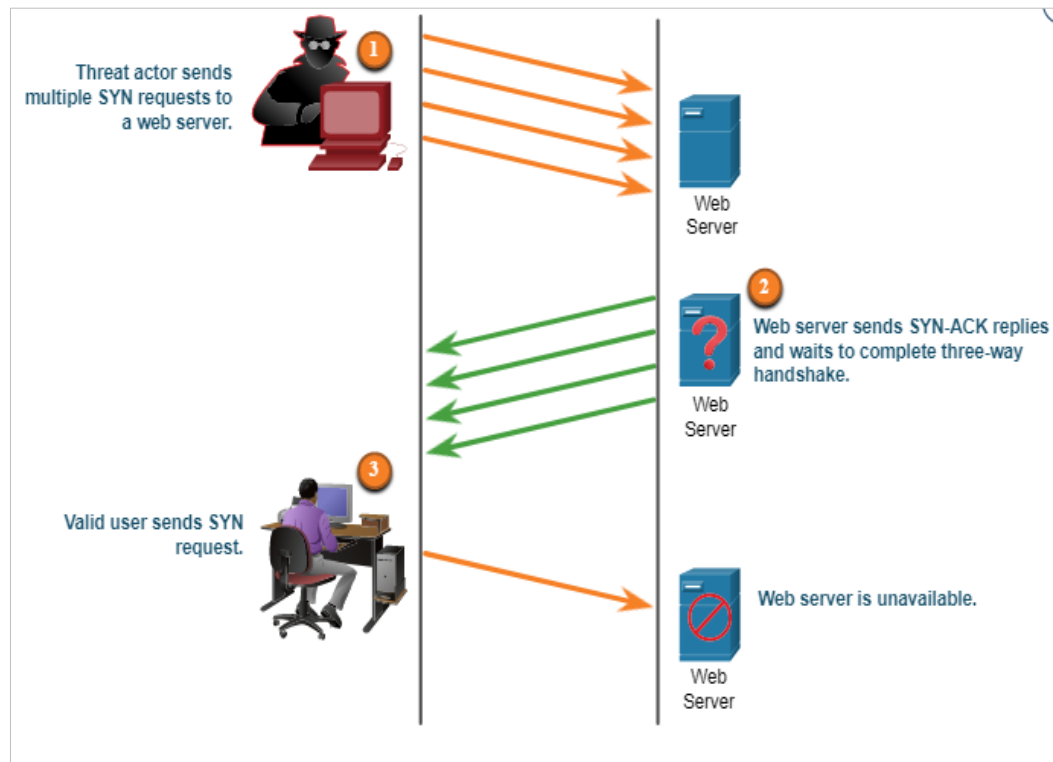 1
Threat actor sends
multiple SYN requests to
a web server.
Web
Server
2
Web server sends SYN-ACK replies
and waits to complete three-way
handshake.
Web
Server
3
Valid user sends SYN
request.
Web server is unavailable.
Web
Server